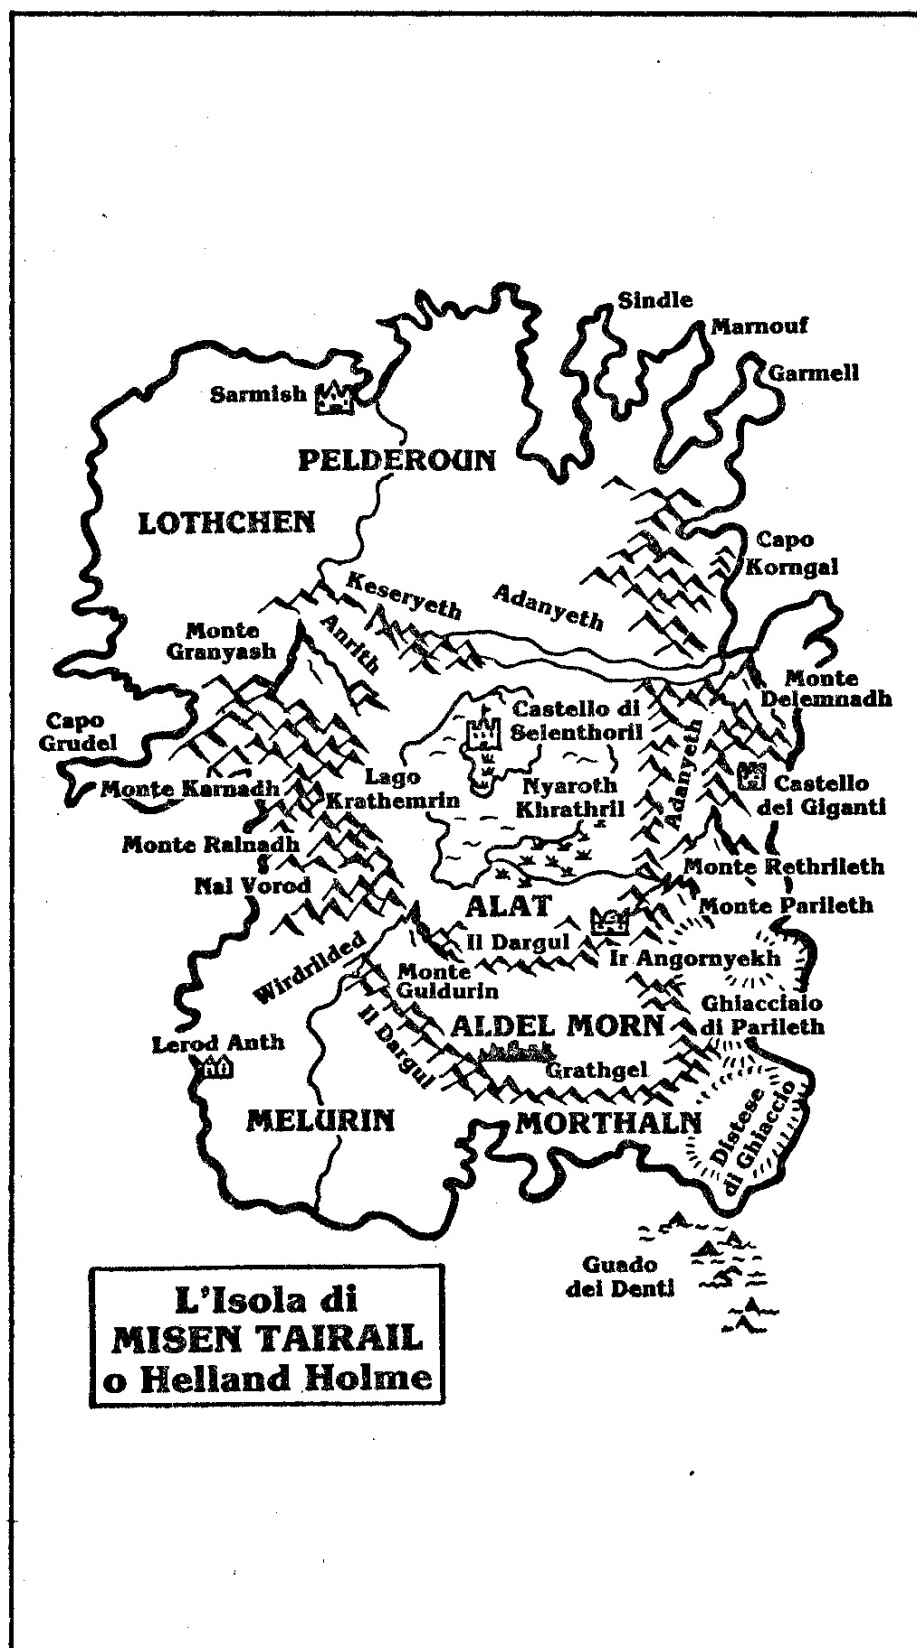 Sindle
Marnouf
Garmell
Sarmish
PELDEROUN
LOTHCHEN
Capo
Korngal
Keseryeth
Adanyeth
Anrith
Monte
Granyash
Monte
Delemnadh
Capo
Grudel
Castello di
Selenthoril
Adanyeth
Lago
Krathemrin
Nyaroth
Khrathril
Castello
dei Giganti
Monte Karnadh
Monte Ralnadh
Monte Rethrileth
Nal Vorod
Monte Parileth
ALAT
Il Dargul
Ir Angornyekh
Wirdrilded
Monte
Guldurin
Ghiacciaio
di Parileth
Il Dargul
ALDEL MORN
Lerod Anth
Grathgel
MELURIN
MORTHALN
Distese
di Ghiaccio
Guado
dei Denti
L'Isola di
MISEN TAIRAIL
o Helland Holme